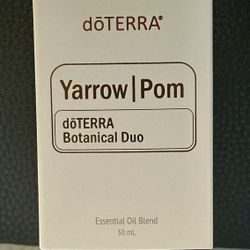 dōTERRA®
Yarrow|Pom
dōTERRA
Botanical Duo
Essential Oil Blend
30 mL